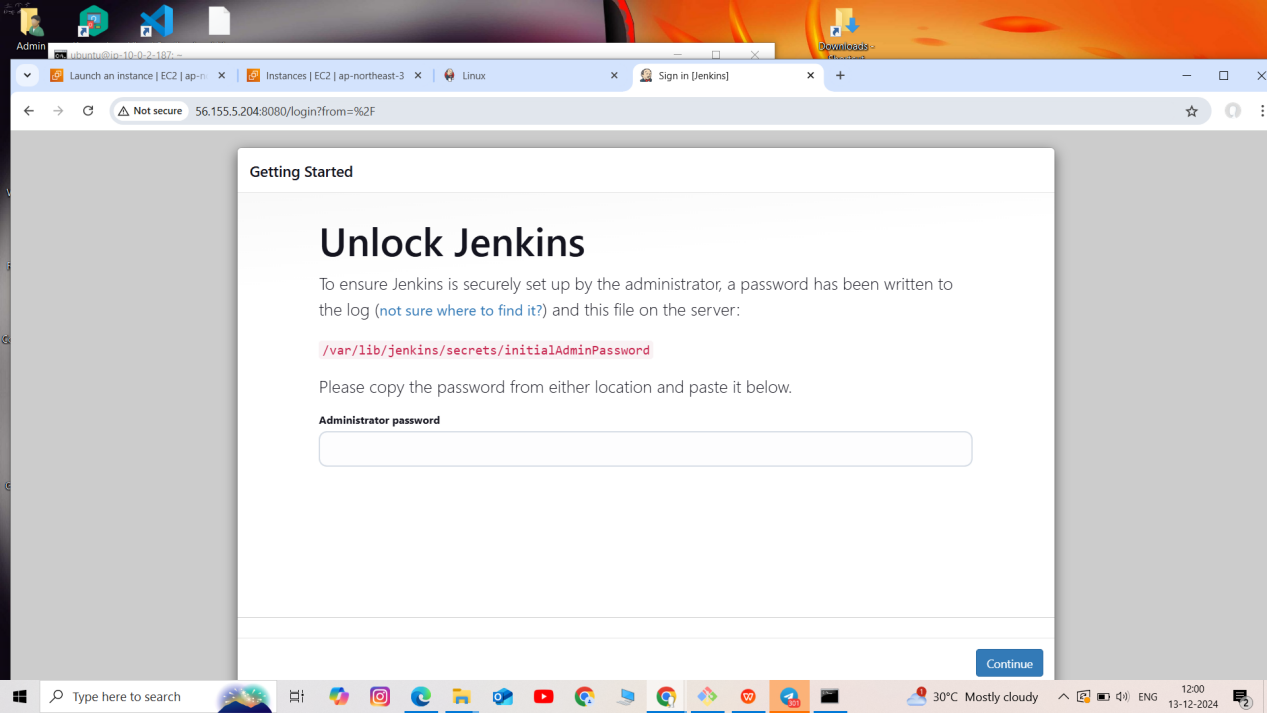 Admin
Downloads -
ubuntu@ip-10-0-2-187: ~
Launch an instance | EC2 | ap-n
Instances | EC2 | ap-northeast-3
Linux
Sign in [Jenkins]
Not secure
56.155.5.204:8080/login?from=%2F
Getting Started
Unlock Jenkins
To ensure Jenkins is securely set up by the administrator, a password has been written to
the log (not sure where to find it?) and this file on the server:
/var/lib/jenkins/secrets/initialAdminPassword
Please copy the password from either location and paste it below.
Administrator password
Continue
Type here to search
301
1
30°C Mostly cloudy
ENG
12:00
13-12-2024
2